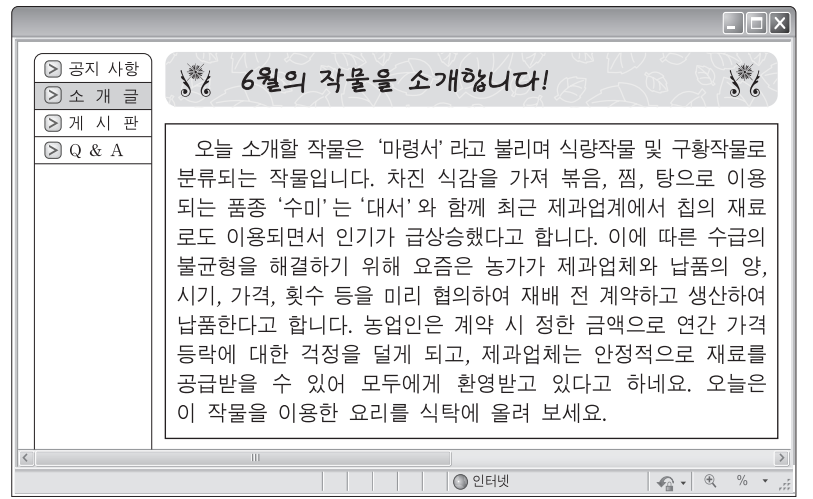 6월의 작물을 소개합니다!
공지 사항
소 개 글
게 시 판
Q & A
오늘 소개할 작물은 '마령서'라고 불리며 식량작물 및 구황작물로
분류되는 작물입니다. 차진 식감을 가져 볶음, 찜, 탕으로 이용
되는 품종 '수미'는 '대서'와 함께 최근 제과업계에서 칩의 재료
로도 이용되면서 인기가 급상승했다고 합니다. 이에 따른 수급의
불균형을 해결하기 위해 요즘은 농가가 제과업체와 납품의 양,
시기, 가격, 횟수 등을 미리 협의하여 재배 전 계약하고 생산하여
납품한다고 합니다. 농업인은 계약 시 정한 금액으로 연간 가격
등락에 대한 걱정을 덜게 되고, 제과업체는 안정적으로 재료를
공급받을 수 있어 모두에게 환영받고 있다고 하네요. 오늘은
이 작물을 이용한 요리를 식탁에 올려 보세요.
인터넷
%